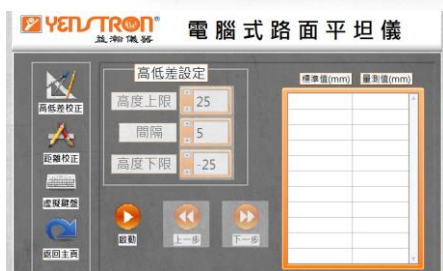 YENSTRON
益瀚儀器
電腦式路面平坦儀
高低差校正
距離校正
虛擬鍵盤
返回主頁
高低差設定
高度上限 25
間隔 5
高度下限 -25
啟動 上一步 下一步
標準值(mm) 量測值(mm)